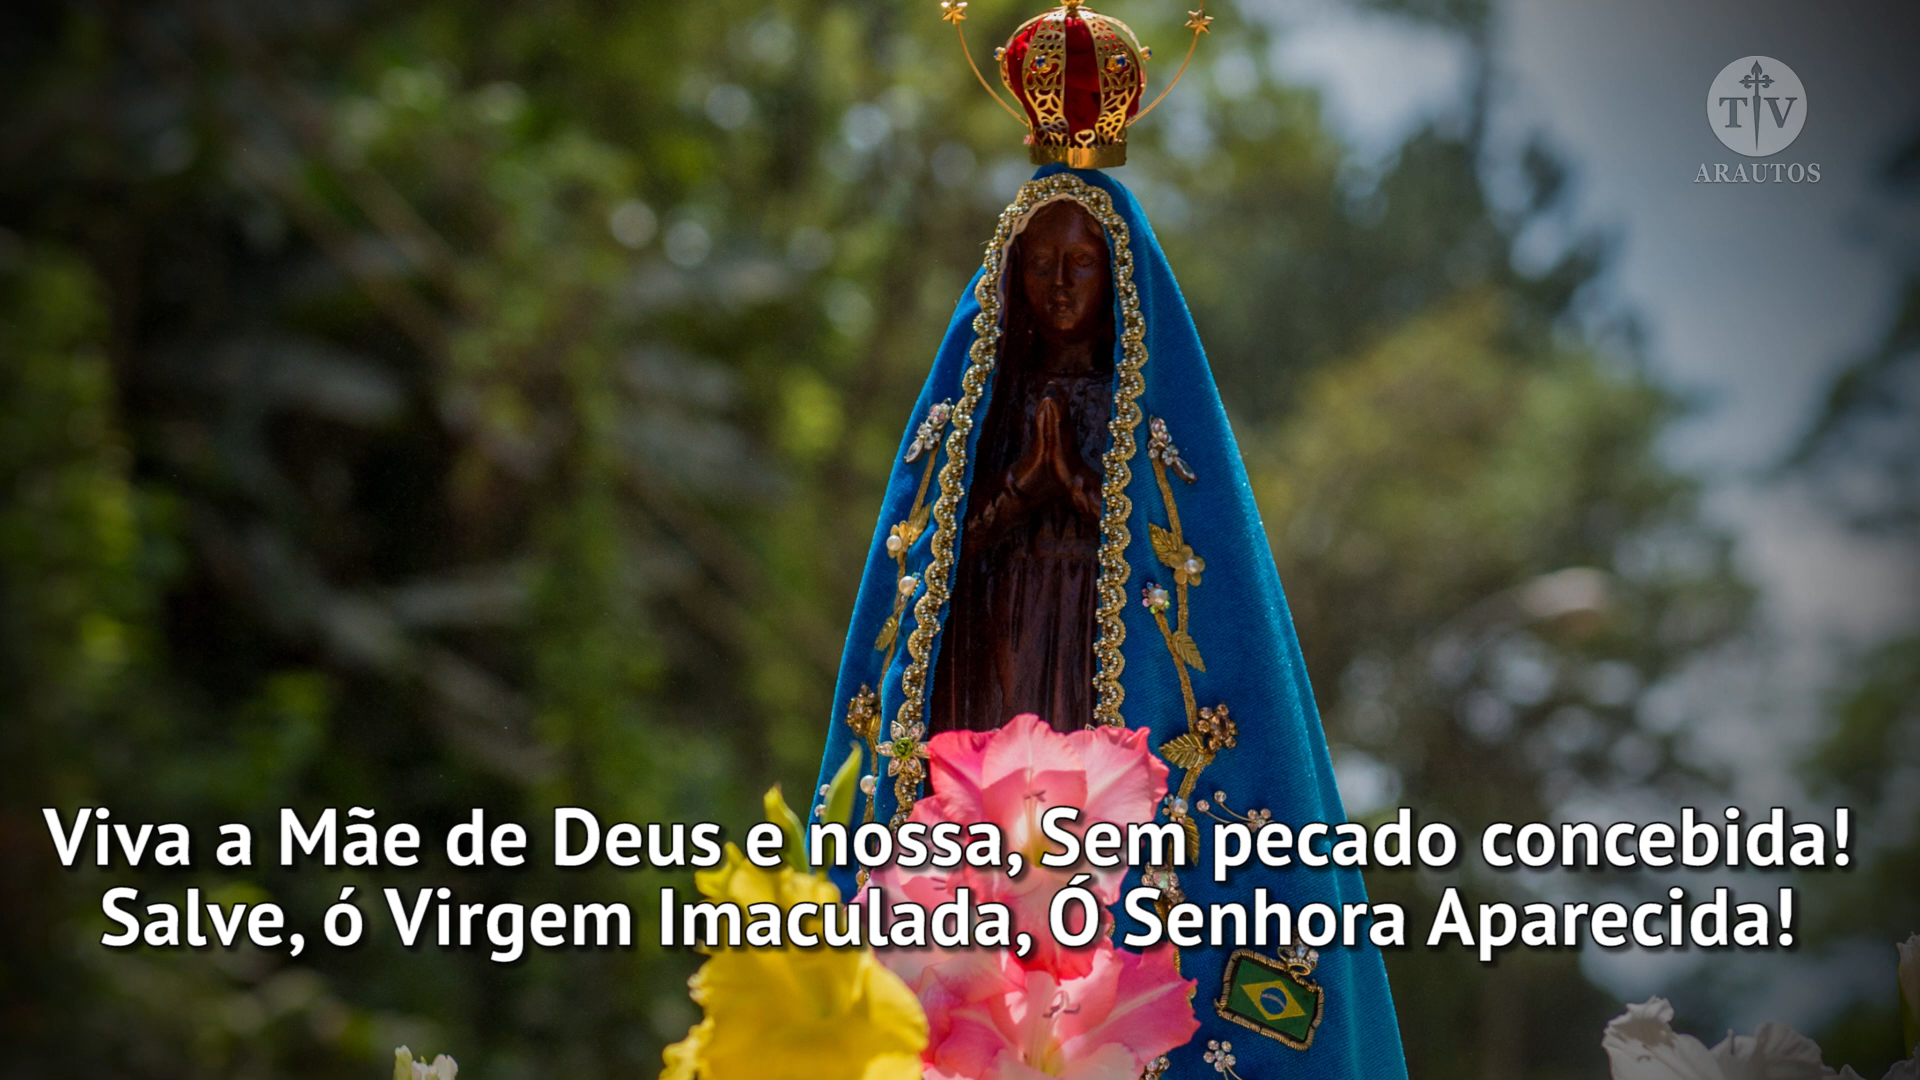 TV
ARAUTOS
Viva a Mãe de Deus e nossa, Sem pecado concebida!
Salve, ó Virgem Imaculada, Ó Senhora Aparecida!